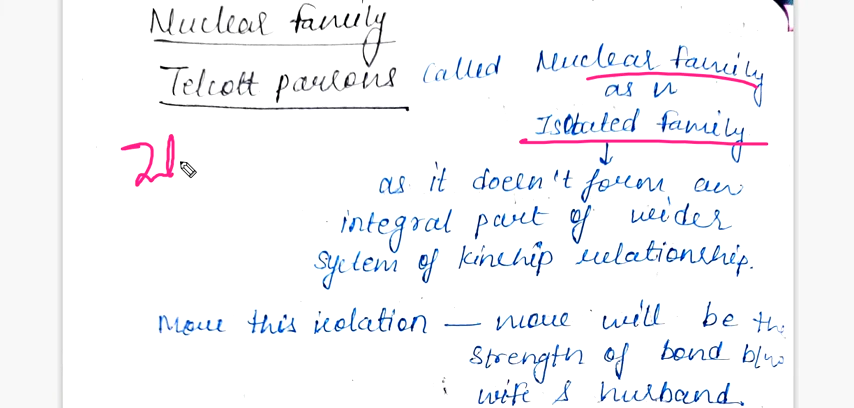 Nuclear family
Telcott parsons called Nuclear family
as n
Isolated family
as it doesn't form an
integral part of wider
system of kinship relationship.
More this isolation — more will be the
strength of bond b/w
wife & husband.